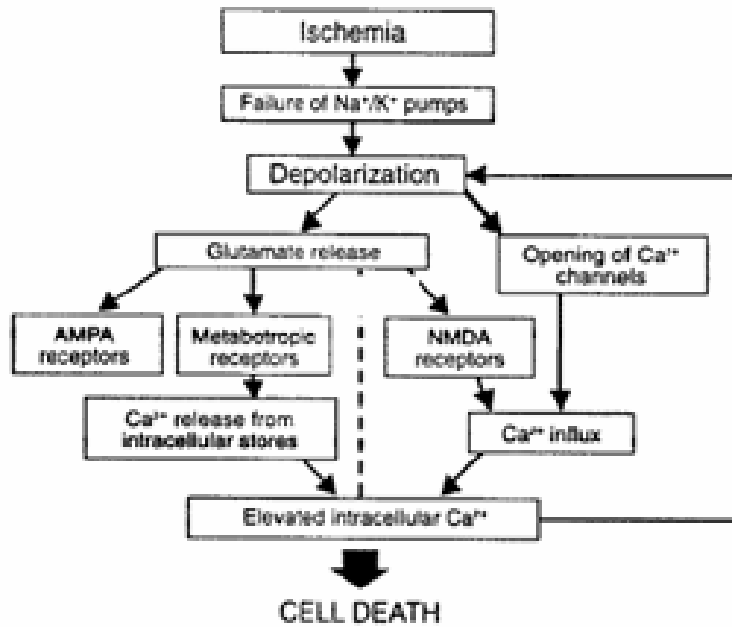 Ischemia
Failure of Na⁺/K⁺ pumps
Depolarization
Glutamate release
Opening of Ca²⁺
channels
AMPA
receptors
Metabotropic
receptors
NMDA
receptors
Ca²⁺ release from
intracellular stores
Ca²⁺ influx
Elevated intracellular Ca²⁺
CELL DEATH